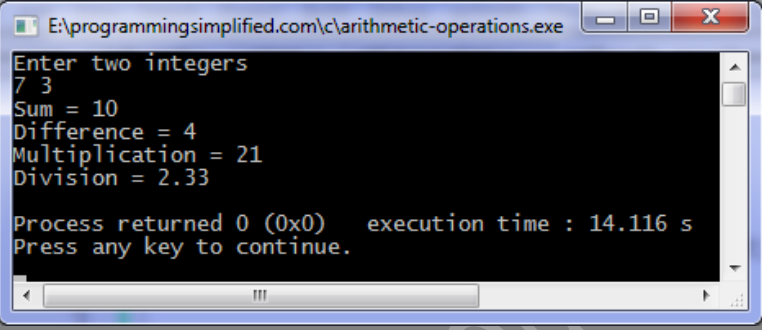 E:\programmingsimplified.com\c\arithmetic-operations.exe
Enter two integers
7 3
Sum = 10
Difference = 4
Multiplication = 21
Division = 2.33
Process returned 0 (0x0)   execution time : 14.116 s
Press any key to continue.